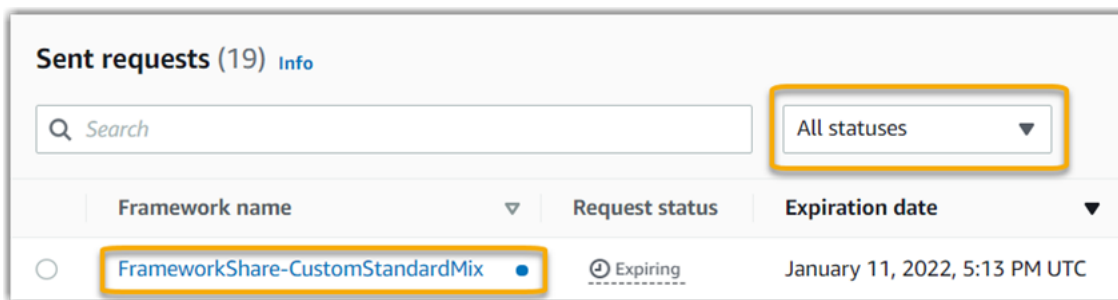 Sent requests (19) Info
Search
All statuses
Framework name Request status Expiration date
FrameworkShare-CustomStandardMix Expiring January 11, 2022, 5:13 PM UTC